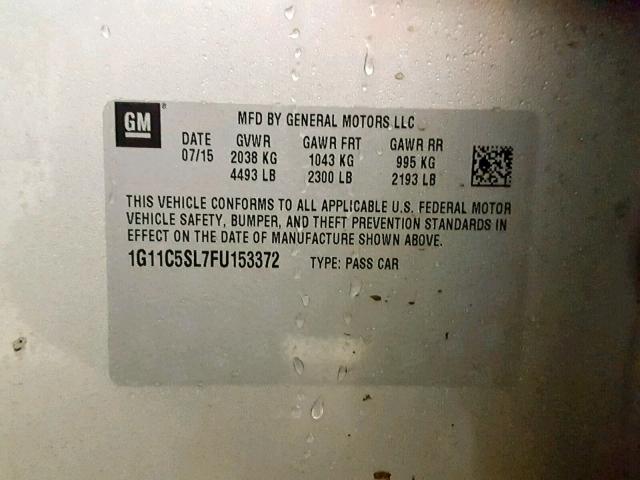 GM ®
MFD BY GENERAL MOTORS LLC
DATE GVWR GAWR FRT GAWR RR
07/15 2038 KG 1043 KG 995 KG
4493 LB 2300 LB 2193 LB
THIS VEHICLE CONFORMS TO ALL APPLICABLE U.S. FEDERAL MOTOR
VEHICLE SAFETY, BUMPER, AND THEFT PREVENTION STANDARDS IN
EFFECT ON THE DATE OF MANUFACTURE SHOWN ABOVE.
1G11C5SL7FU153372 TYPE: PASS CAR